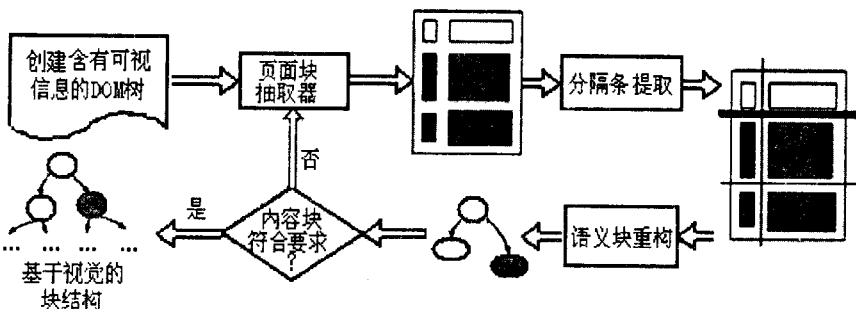 创建含有可视
信息的DOM树
页面块
抽取器
分隔条提取
否
是
内容块
符合要求
?
语义块重构
... ... ... ...
基于视觉的
块结构